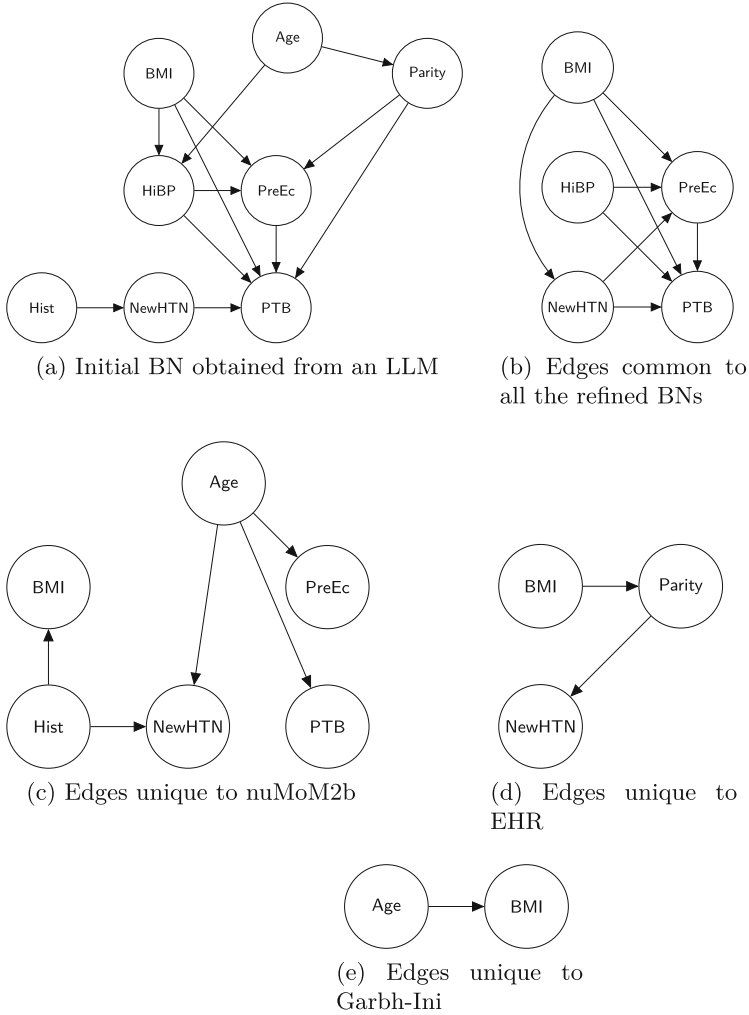 Age
BMI
Parity
HiBP
PreEc
Hist
NewHTN
PTB
(a) Initial BN obtained from an LLM
BMI
HiBP
PreEc
NewHTN
PTB
(b) Edges common to
all the refined BNs
Age
BMI
PreEc
Hist
NewHTN
PTB
(c) Edges unique to nuMoM2b
BMI
Parity
NewHTN
(d) Edges unique to
EHR
Age
BMI
(e) Edges unique to
Garbh-Ini